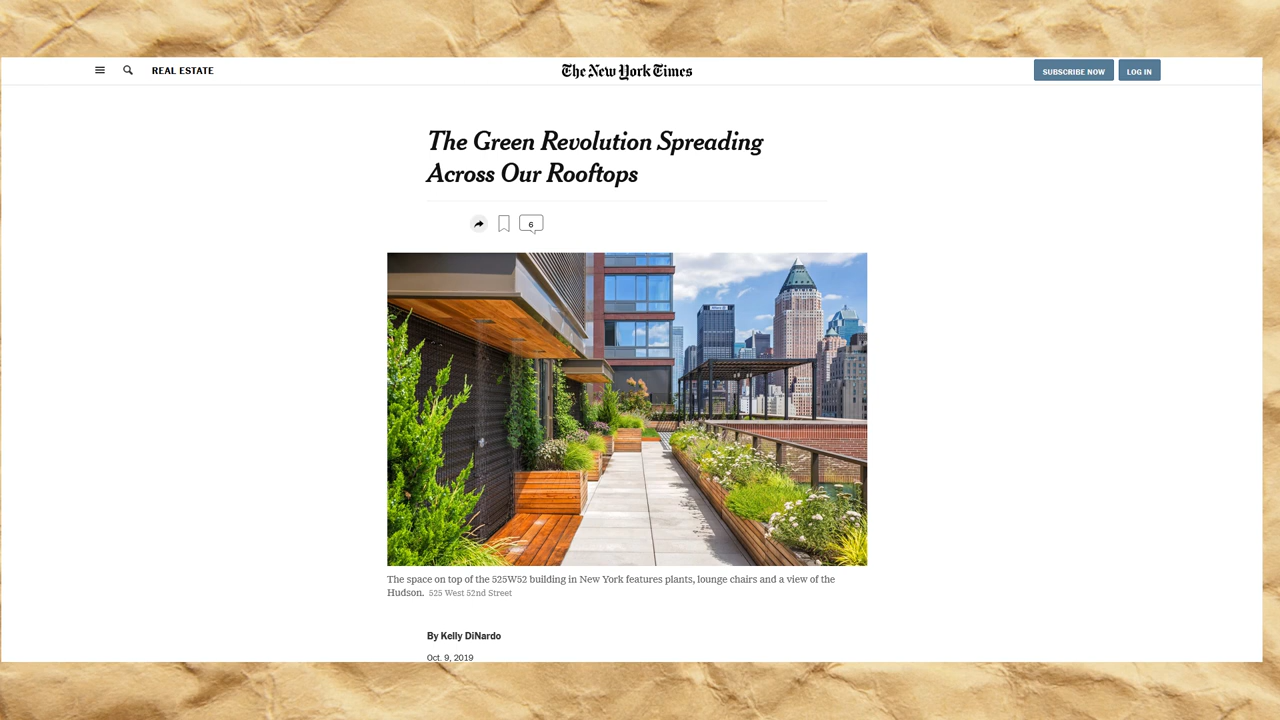 REAL ESTATE
The New York Times
SUBSCRIBE NOW
LOG IN
The Green Revolution Spreading
Across Our Rooftops
6
The space on top of the 525W52 building in New York features plants, lounge chairs and a view of the
Hudson. 525 West 52nd Street
By Kelly DiNardo
Oct. 9, 2019